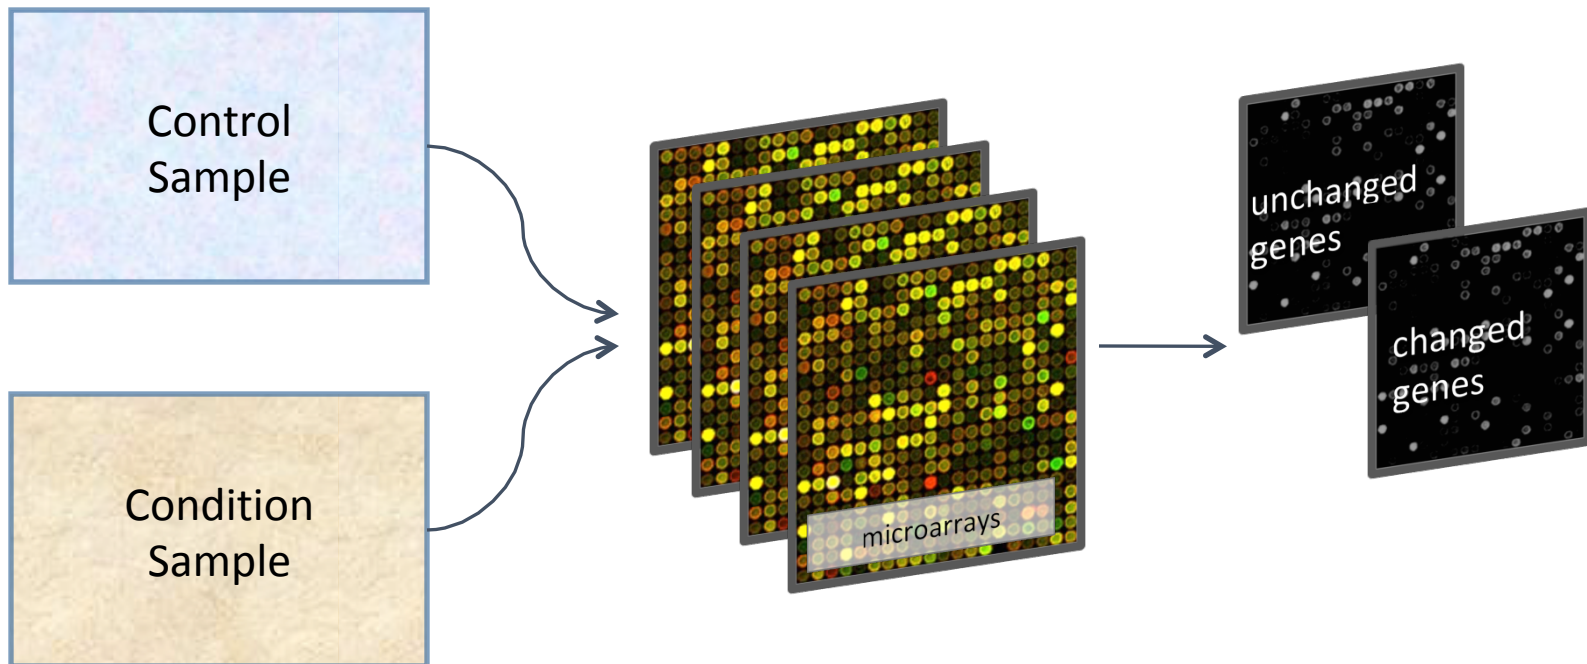 Control
Sample
Condition
Sample
microarrays
unchanged
genes
changed
genes